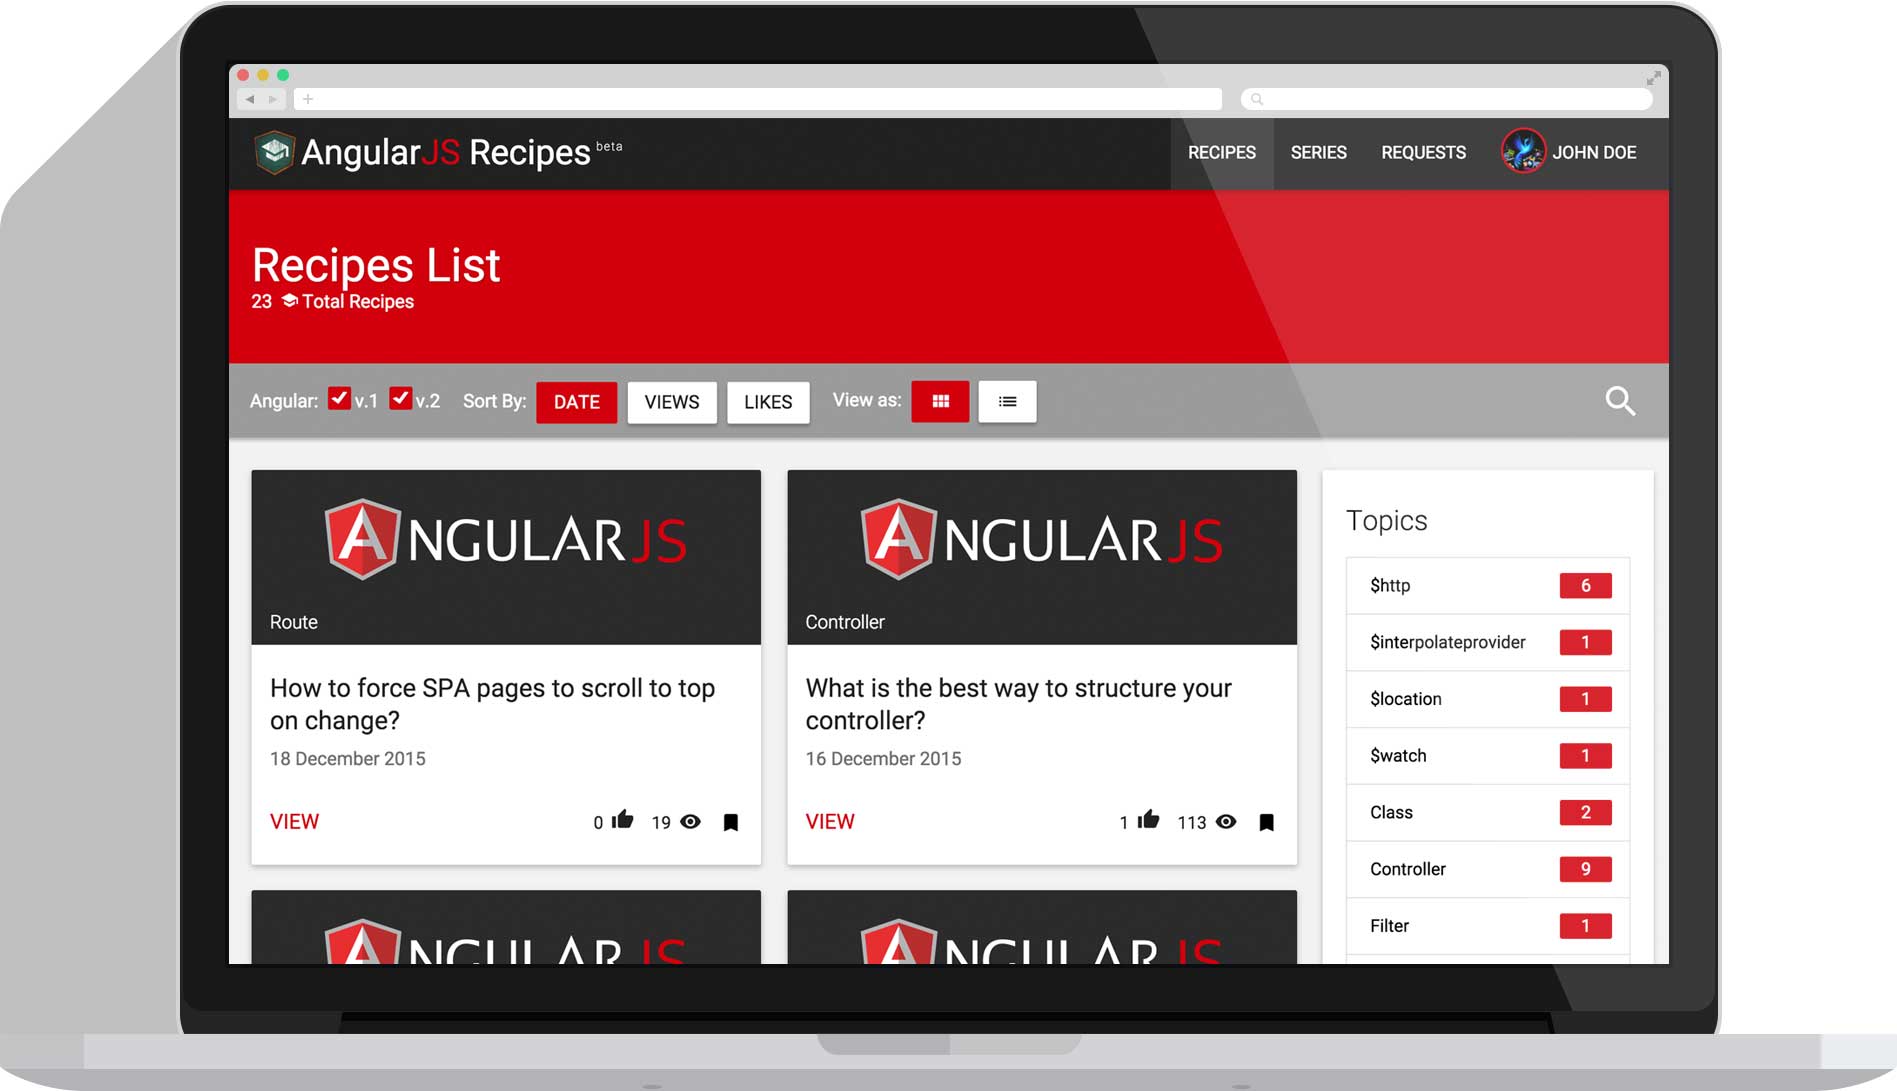 AngularJS Recipes beta
RECIPES
SERIES
REQUESTS
JOHN DOE
Recipes List
23 Total Recipes
Angular: v.1 v.2 Sort By: DATE VIEWS LIKES View as:
ANGULARJS
Route
How to force SPA pages to scroll to top
on change?
18 December 2015
VIEW
0 19
ANGULARJS
Controller
What is the best way to structure your
controller?
16 December 2015
VIEW
1 113
ANGULARJS
ANGULARJS
Topics
$http 6
$interpolateprovider 1
$location 1
$watch 1
Class 2
Controller 9
Filter 1